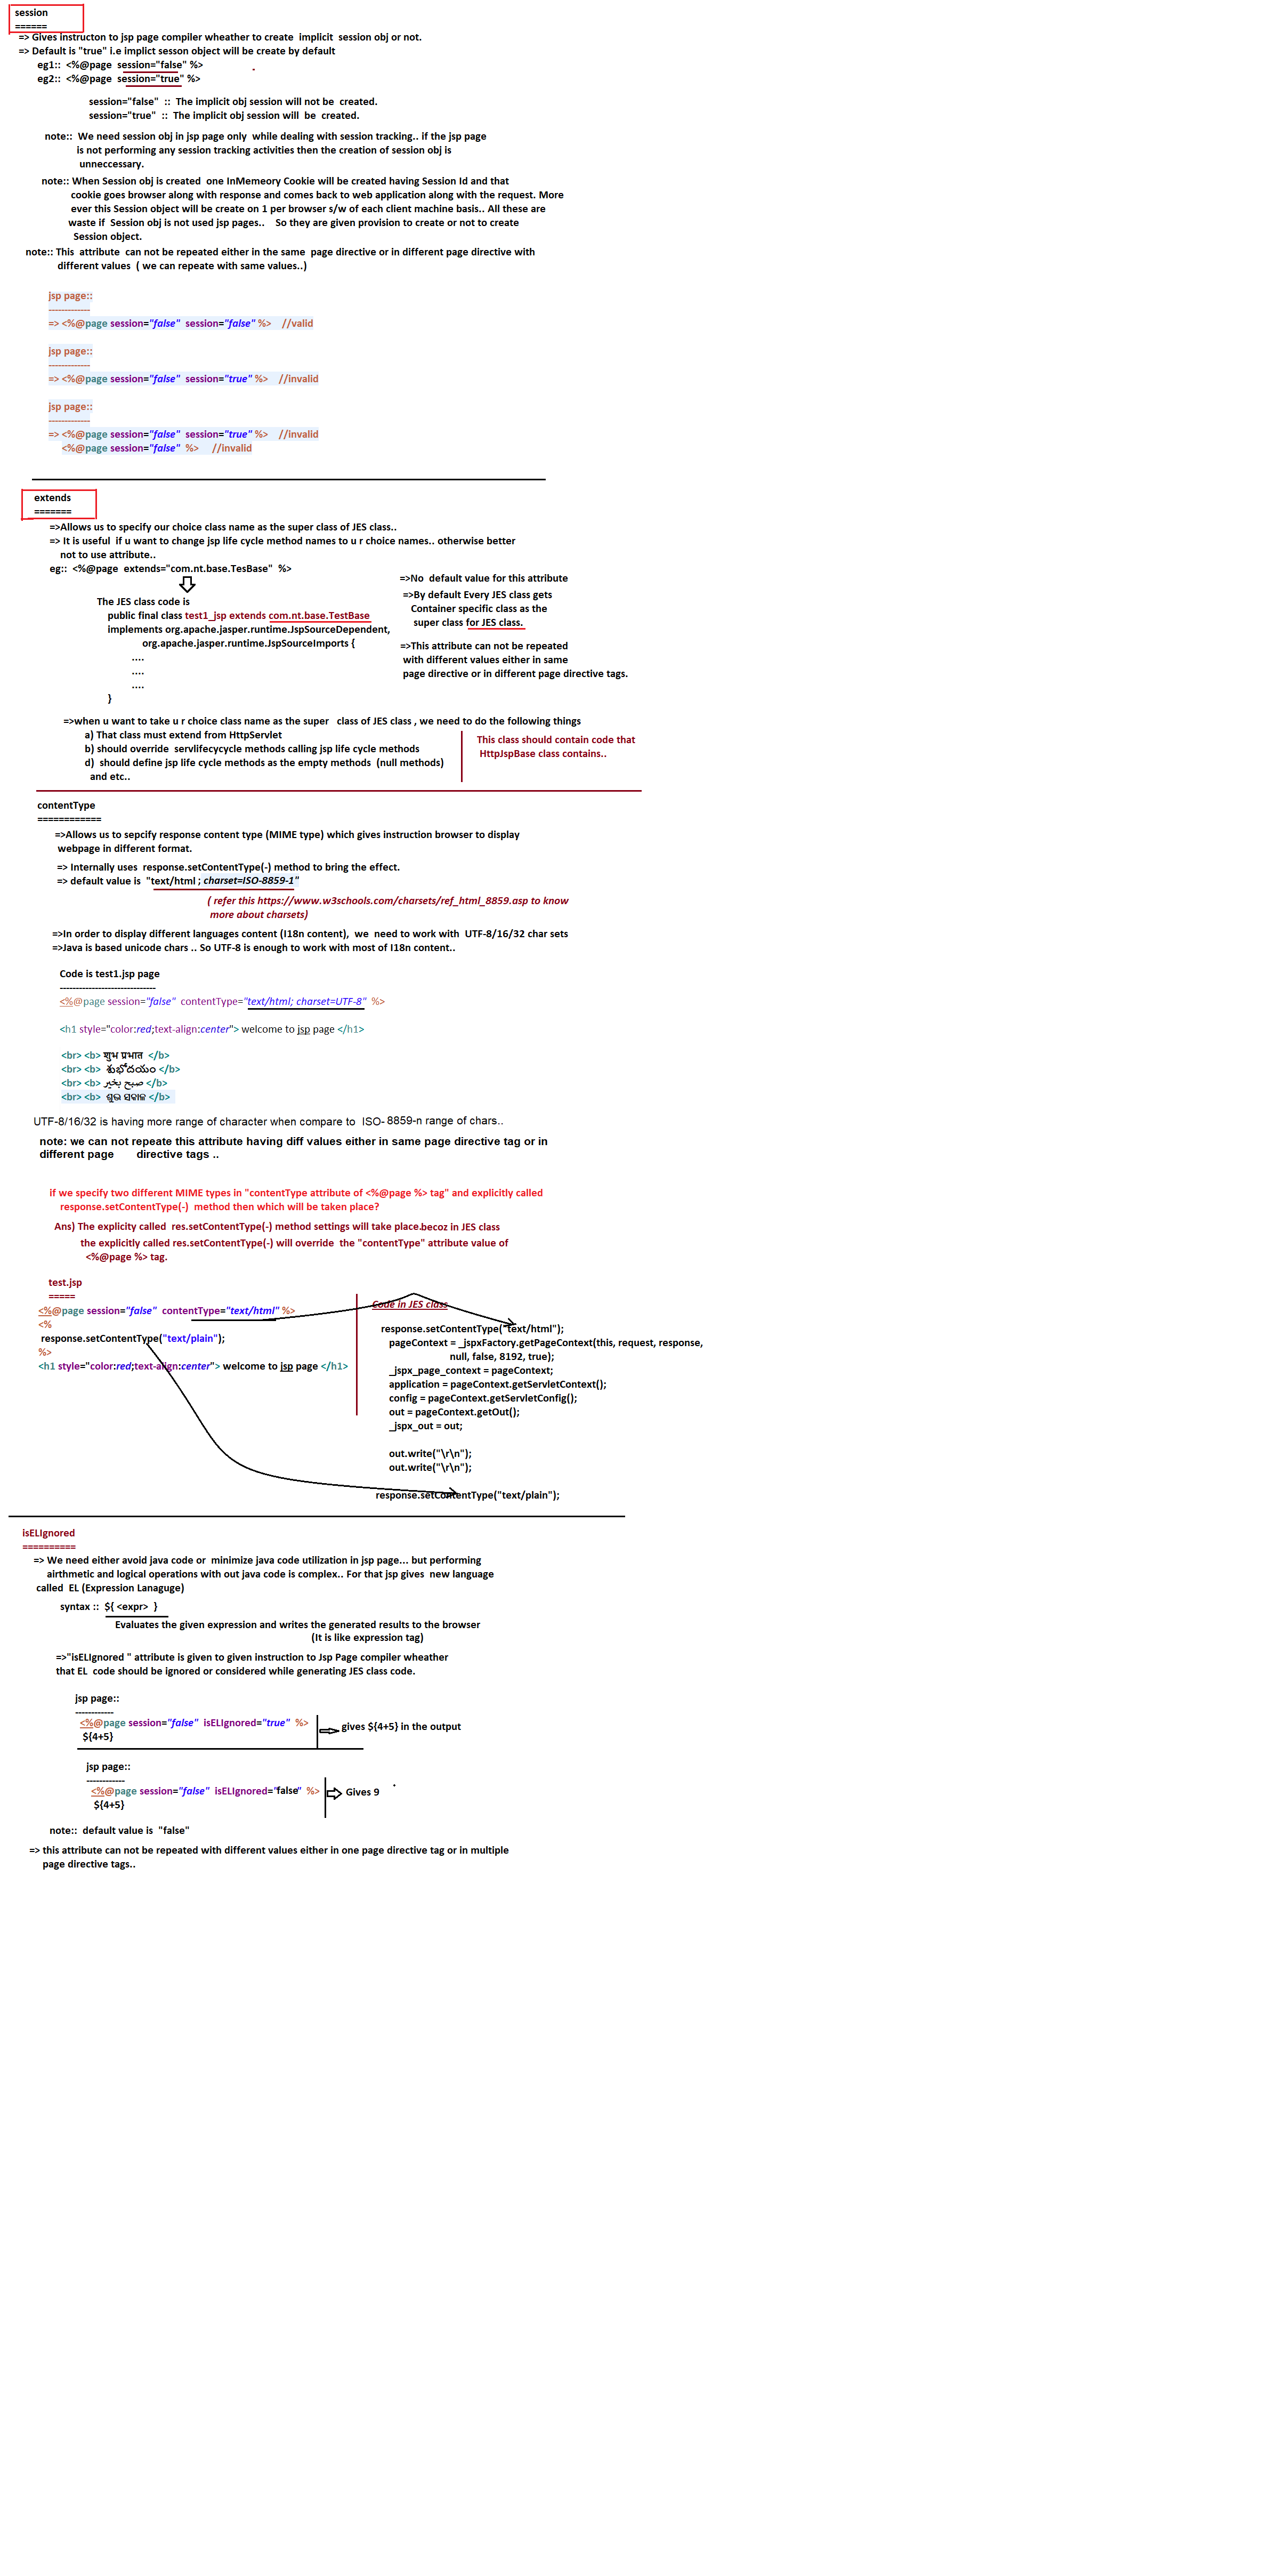 session
======
=> Gives instructon to jsp page compiler wheather to create implicit session obj or not.
=> Default is "true" i.e implict sesson object will be create by default
eg1:: <%@page session="false" %>
eg2:: <%@page session="true" %>
session="false" :: The implicit obj session will not be created.
session="true" :: The implicit obj session will be created.
note:: We need session obj in jsp page only while dealing with session tracking.. if the jsp page
is not performing any session tracking activities then the creation of session obj is
unneccessary.
note:: When Session obj is created one InMemeory Cookie will be created having Session Id and that
cookie goes browser along with response and comes back to web application along with the request. More
ever this Session object will be create on 1 per browser s/w of each client machine basis.. All these are
waste if Session obj is not used jsp pages.. So they are given provision to create or not to create
Session object.
note:: This attribute can not be repeated either in the same page directive or in different page directive with
different values ( we can repeate with same values..)
jsp page::
-------------
=> <%@page session="false" session="false" %> //valid
jsp page::
-------------
=> <%@page session="false" session="true" %> //invalid
jsp page::
-------------
=> <%@page session="false" session="true" %> //invalid
<%@page session="false" %> //invalid
extends
=======
=>Allows us to specify our choice class name as the super class of JES class..
=> It is useful if u want to change jsp life cycle method names to u r choice names.. otherwise better
not to use attribute..
eg:: <%@page extends="com.nt.base.TesBase" %>
The JES class code is
public final class test1_jsp extends com.nt.base.TestBase
implements org.apache.jasper.runtime.JspSourceDependent,
org.apache.jasper.runtime.JspSourceImports {
....
....
....
}
=>No default value for this attribute
=>By default Every JES class gets
Container specific class as the
super class for JES class.
=>This attribute can not be repeated
with different values either in same
page directive or in different page directive tags.
=>when u want to take u r choice class name as the super class of JES class , we need to do the following things
a) That class must extend from HttpServlet
b) should override servlifecycycle methods calling jsp life cycle methods
d) should define jsp life cycle methods as the empty methods (null methods)
and etc..
This class should contain code that
HttpJspBase class contains..
contentType
============
=>Allows us to sepcify response content type (MIME type) which gives instruction browser to display
webpage in different format.
=> Internally uses response.setContentType(-) method to bring the effect.
=> default value is "text/html ; charset=ISO-8859-1"
( refer this https://www.w3schools.com/charsets/ref_html_8859.asp to know
more about charsets)
=>In order to display different languages content (I18n content), we need to work with UTF-8/16/32 char sets
=>Java is based unicode chars .. So UTF-8 is enough to work with most of I18n content..
Code is test1.jsp page
------------------------------
<%@page session="false" contentType="text/html; charset=UTF-8" %>
<h1 style="color:red;text-align:center"> welcome to jsp page </h1>
<br> <b> शुभ प्रभात </b>
<br> <b> శుభోదయం </b>
<br> <b> صبح بخیر </b>
<br> <b> ଶୁଭ ସକାଳ </b>
UTF-8/16/32 is having more range of character when compare to ISO- 8859-n range of chars..
note: we can not repeate this attribute having diff values either in same page directive tag or in
different page directive tags ..
if we specify two different MIME types in "contentType attribute of <%@page %> tag" and explicitly called
response.setContentType(-) method then which will be taken place?
Ans) The explicity called res.setContentType(-) method settings will take place.becoz in JES class
the explicitly called res.setContentType(-) will override the "contentType" attribute value of
<%@page %> tag.
test.jsp
=====
<%@page session="false" contentType="text/html" %>
<%
response.setContentType("text/plain");
%>
<h1 style="color:red;text-align:center"> welcome to jsp page </h1>
Code in JES class
response.setContentType("text/html");
pageContext = _jspxFactory.getPageContext(this, request, response,
null, false, 8192, true);
_jspx_page_context = pageContext;
application = pageContext.getServletContext();
config = pageContext.getServletConfig();
out = pageContext.getOut();
_jspx_out = out;
out.write("\r\n");
out.write("\r\n");
response.setContentType("text/plain");
isELIgnored
==========
=> We need either avoid java code or minimize java code utilization in jsp page... but performing
airthmetic and logical operations with out java code is complex.. For that jsp gives new language
called EL (Expression Lanaguge)
syntax :: ${ <expr> }
Evaluates the given expression and writes the generated results to the browser
(It is like expression tag)
=>"isELIgnored " attribute is given to given instruction to Jsp Page compiler wheather
that EL code should be ignored or considered while generating JES class code.
jsp page::
------------
<%@page session="false" isELIgnored="true" %>
${4+5}
gives ${4+5} in the output
jsp page::
------------
<%@page session="false" isELIgnored="false" %>
${4+5}
Gives 9
note:: default value is "false"
=> this attribute can not be repeated with different values either in one page directive tag or in multiple
page directive tags..